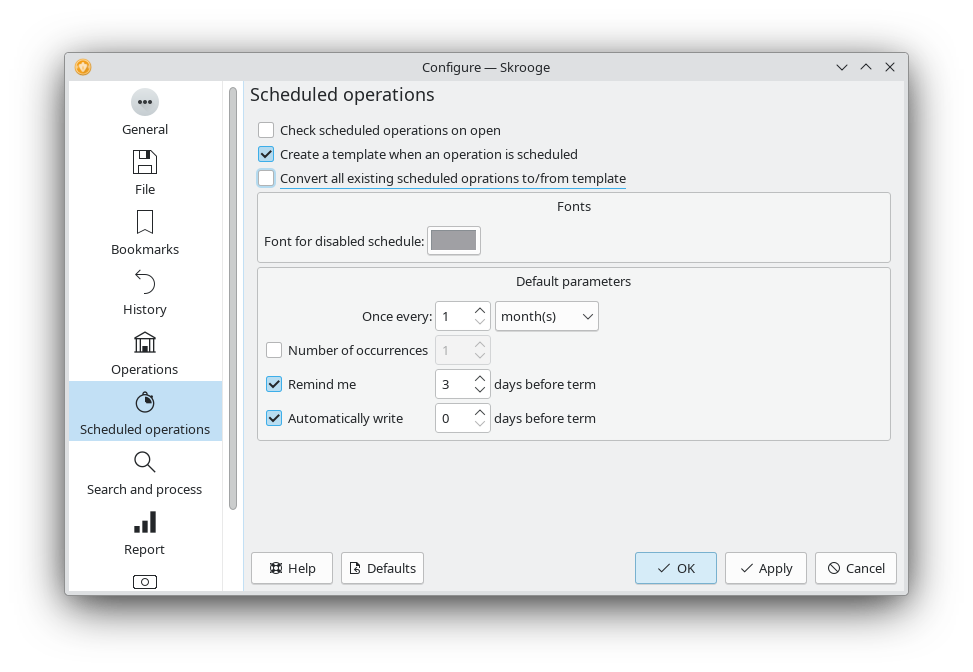 Configure — Skrooge
General
File
Bookmarks
History
Operations
Scheduled operations
Search and process
Report
Scheduled operations
Check scheduled operations on open
Create a template when an operation is scheduled
Convert all existing scheduled oprations to/from template
Fonts
Font for disabled schedule:
Default parameters
Once every: 1 month(s)
Number of occurrences 1
Remind me 3 days before term
Automatically write 0 days before term
Help Defaults OK Apply Cancel